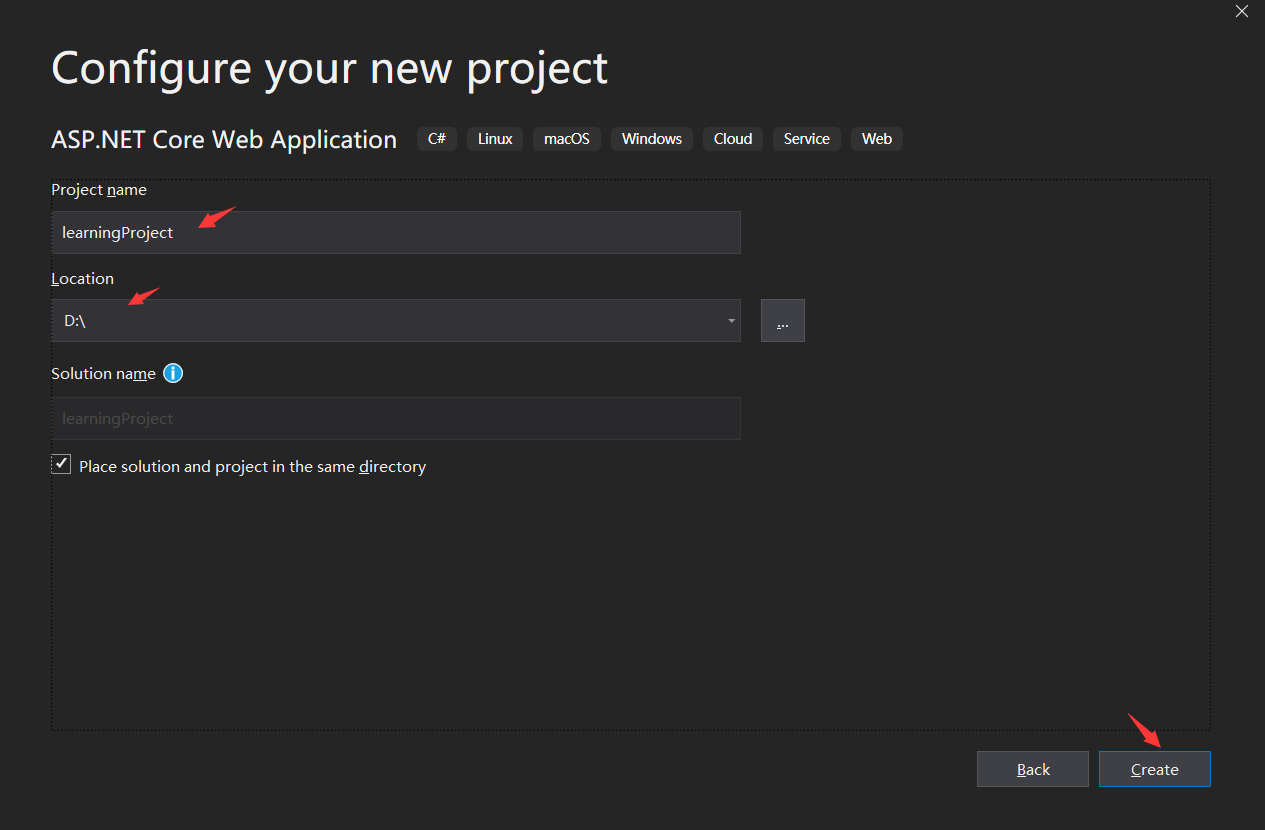 Configure your new project
ASP.NET Core Web Application C# Linux macOS Windows Cloud Service Web
Project name
learningProject
Location
D:\
...
Solution name
learningProject
Place solution and project in the same directory
Back Create